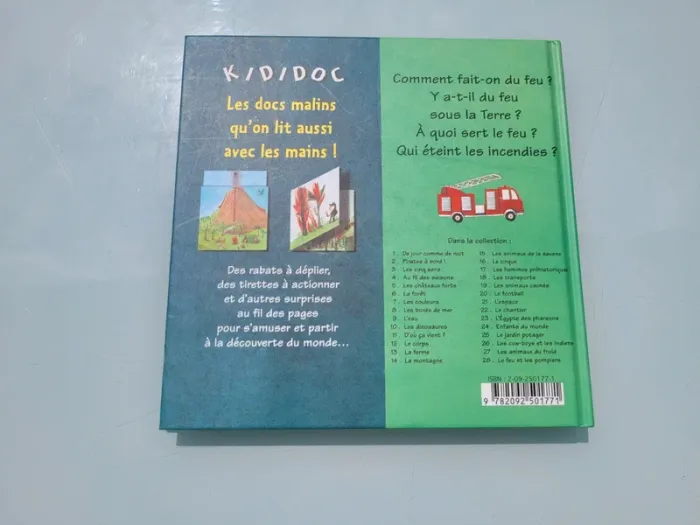 KIDIDOC
Les docs malins
qu'on lit aussi
avec les mains !
Des rabats à déplier,
des tirettes à actionner
et d'autres surprises
au fil des pages
pour s'amuser et partir
à la découverte du monde...
Comment fait-on du feu ?
Y a-t-il du feu
sous la Terre ?
À quoi sert le feu ?
Qui éteint les incendies ?
Dans la collection :
1 De jour comme de nuit
2 Pirates à bord !
3 Les cinq sens
4 Au fil des saisons
5 Les châteaux forts
6 La forêt
7 Les couleurs
8 Les bords de mer
9 L'eau
10 Les dinosaures
11 D'où ça vient ?
12 Le corps
13 La ferme
14 La montagne
15 Les animaux de la savane
16 Le cirque
17 Les hommes préhistoriques
18 Les transports
19 Les animaux cachés
20 Le football
21 L'espace
22 Le chantier
23 L'Égypte des pharaons
24 Enfants du monde
25 Le jardin potager
26 Les cow-boys et les Indiens
27 Les animaux du froid
28 Le feu et les pompiers
ISBN : 2-09-250177-1
9 782092 501771